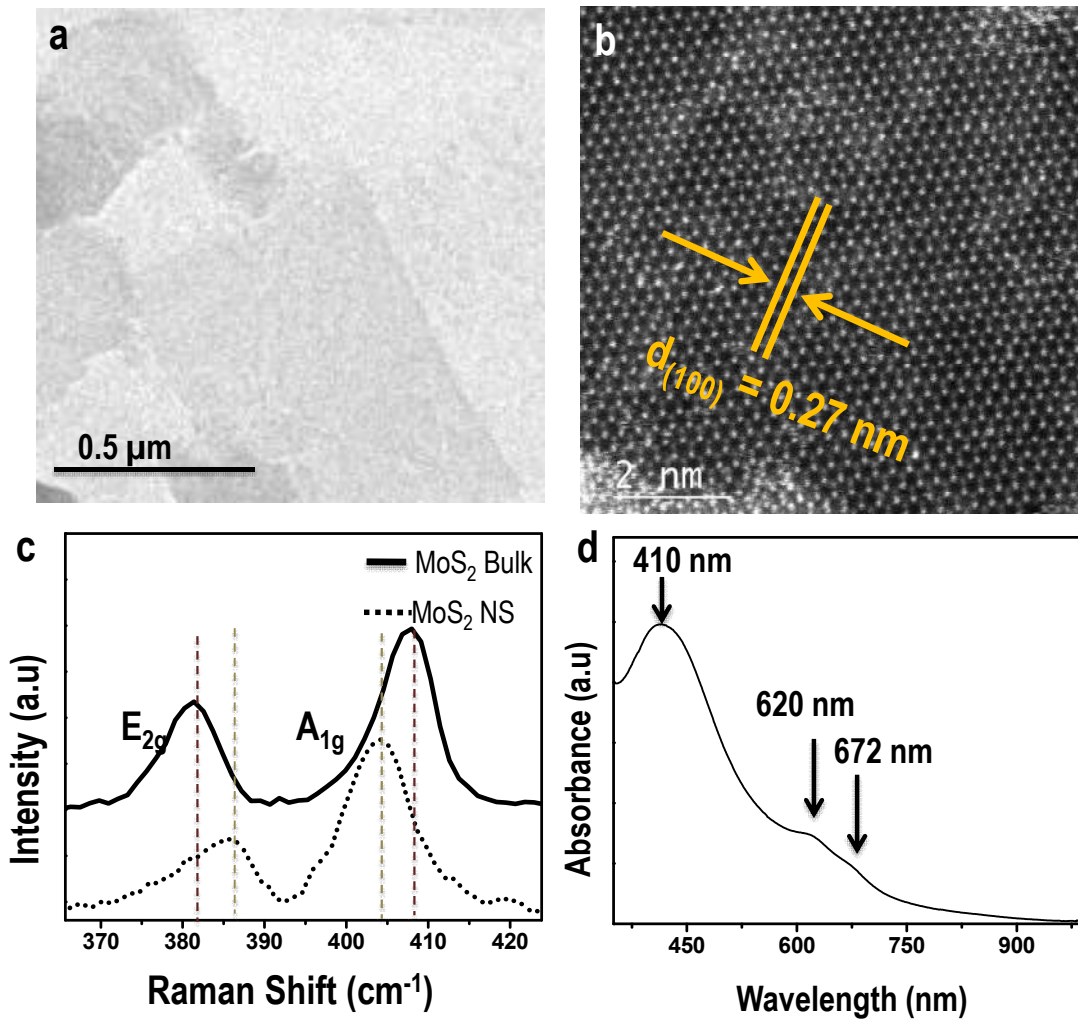 a
0.5 µm
b
d(100) = 0.27 nm
2 nm
c
MoS2 Bulk
MoS2 NS
E2g
A1g
Intensity (a.u)
370 380 390 400 410 420
Raman Shift (cm-1)
d
410 nm
620 nm
672 nm
Absorbance (a.u)
450 600 750 900
Wavelength (nm)